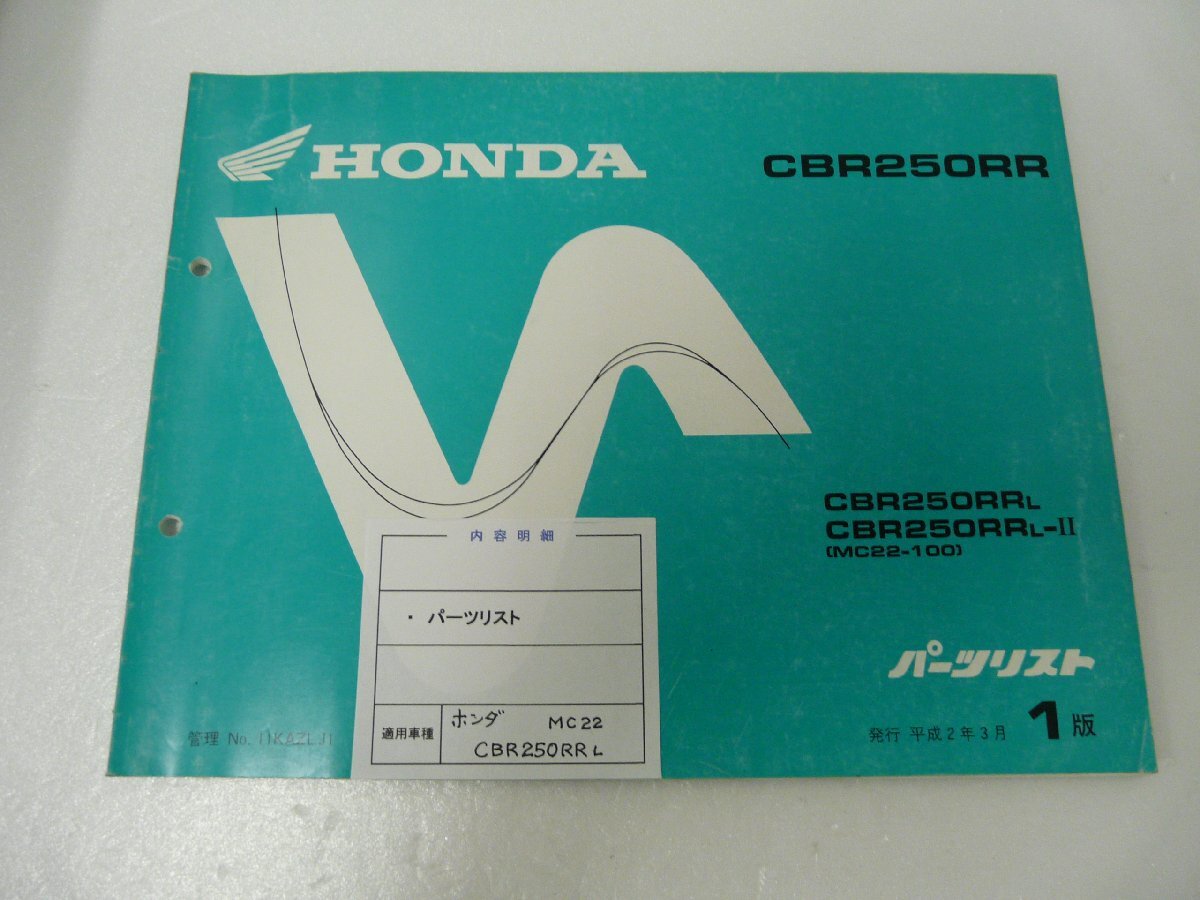 HONDA
CBR250RR
CBR250RRL
CBR250RRL-II
(MC22-100)
パーツリスト
内容明細
・ パーツリスト
適用車種
ホンダ MC22
CBR250RR L
管理 No. 11KAZLJ1
発行 平成2年3月 1版